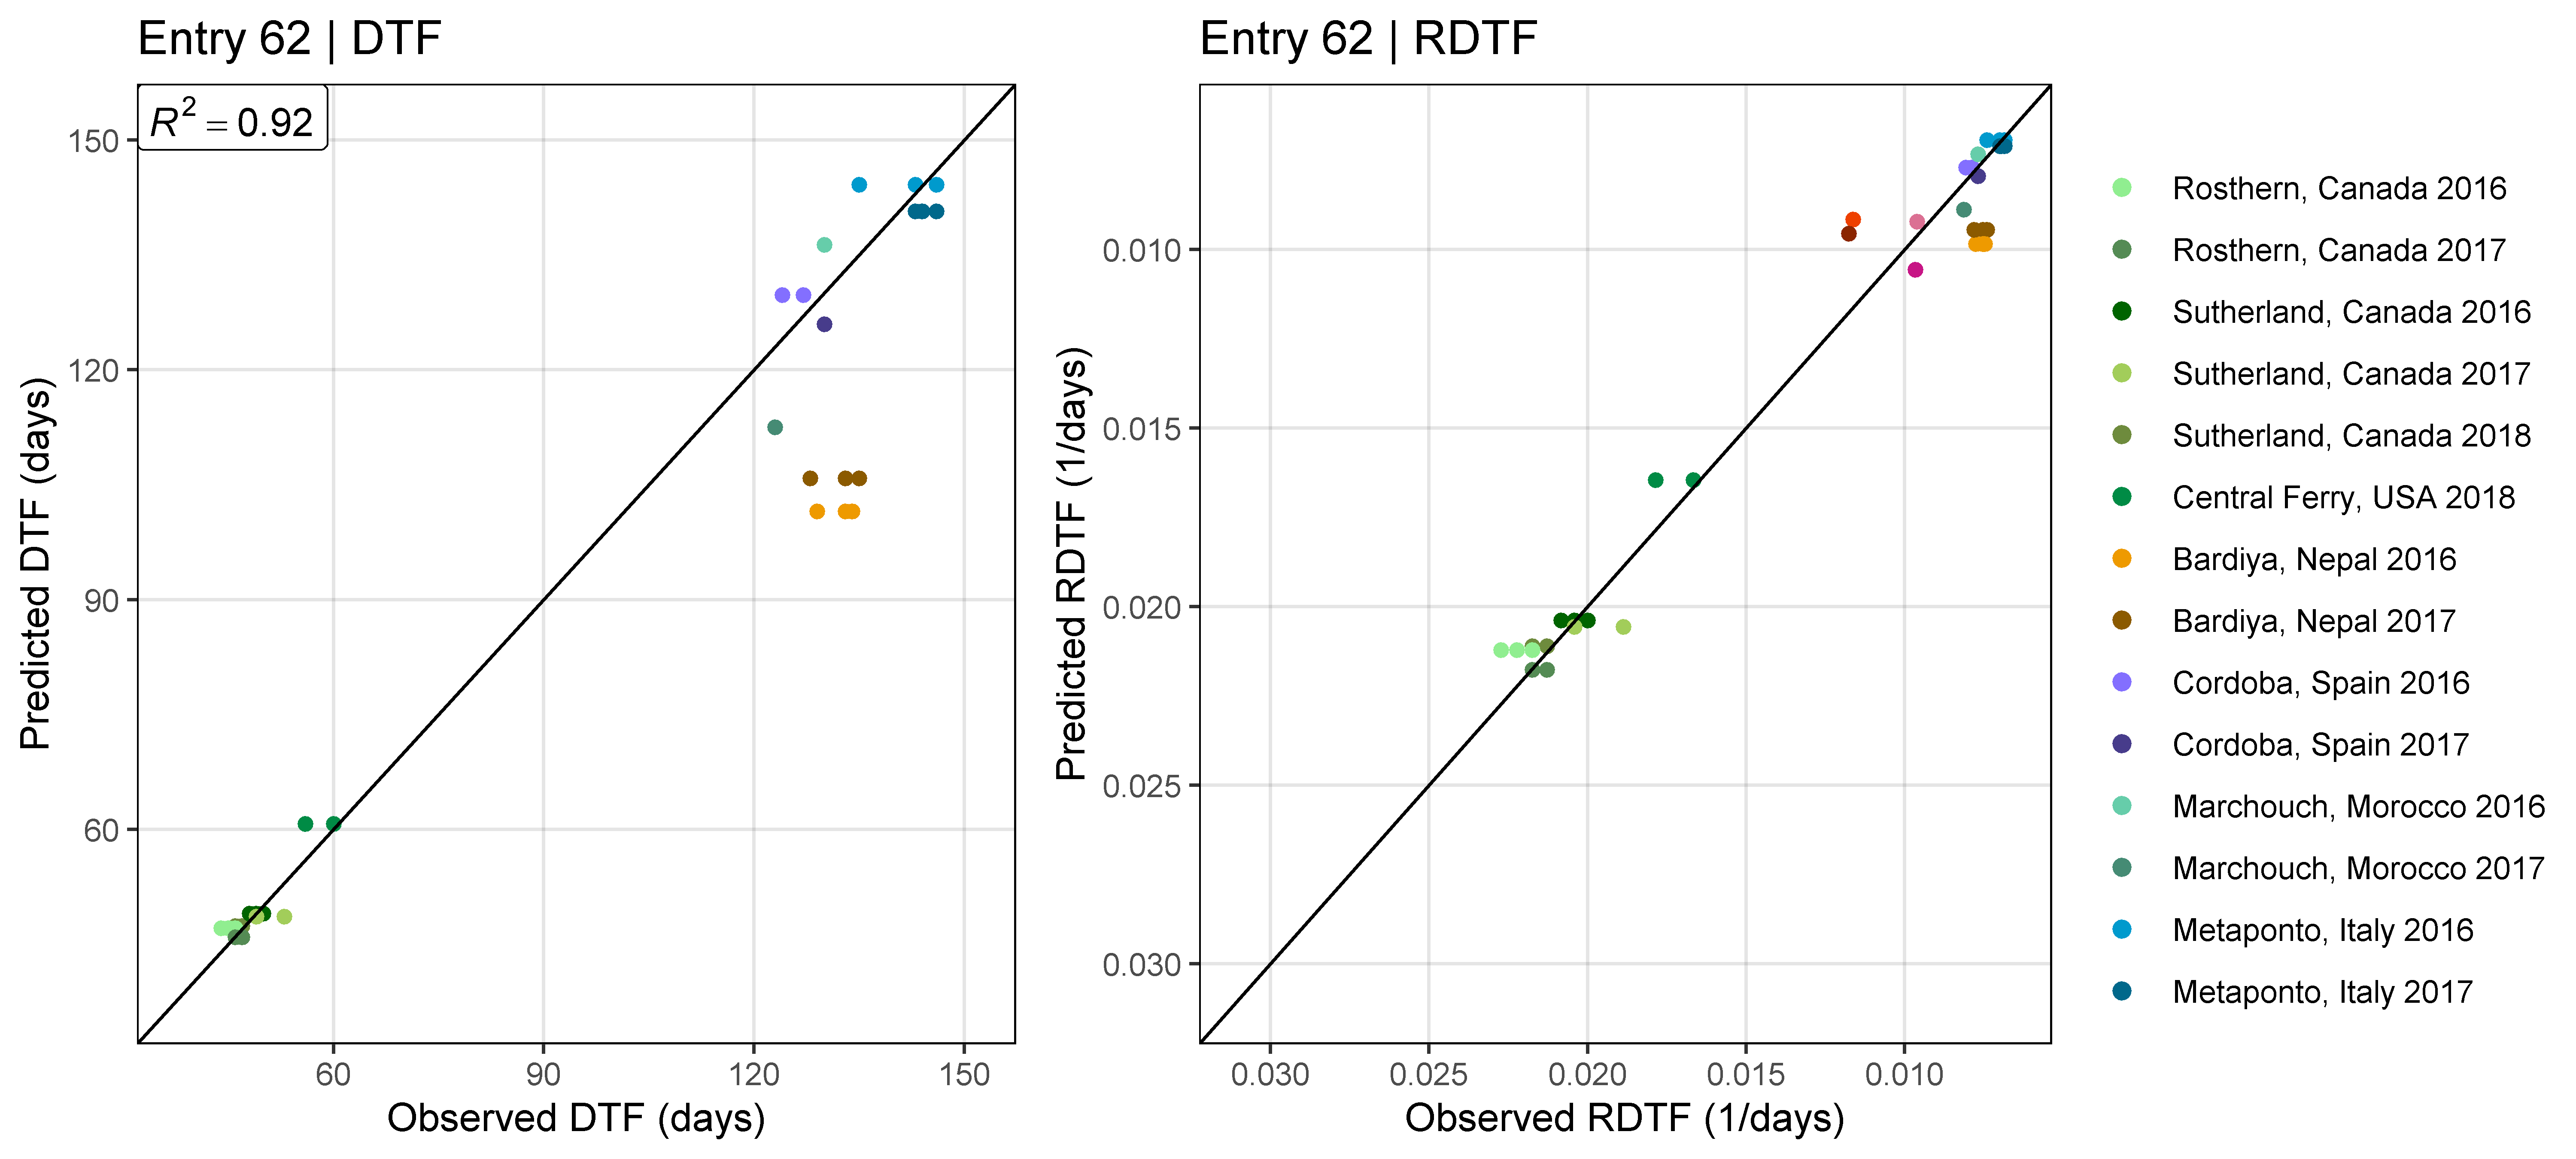 Entry 62 | DTF
R² = 0.92
150
120
90
60
60
90
120
150
Predicted DTF (days)
Observed DTF (days)
Entry 62 | RDTF
0.010
0.015
0.020
0.025
0.030
0.030
0.025
0.020
0.015
0.010
Predicted RDTF (1/days)
Observed RDTF (1/days)
Rosthern, Canada 2016
Rosthern, Canada 2017
Sutherland, Canada 2016
Sutherland, Canada 2017
Sutherland, Canada 2018
Central Ferry, USA 2018
Bardiya, Nepal 2016
Bardiya, Nepal 2017
Cordoba, Spain 2016
Cordoba, Spain 2017
Marchouch, Morocco 2016
Marchouch, Morocco 2017
Metaponto, Italy 2016
Metaponto, Italy 2017